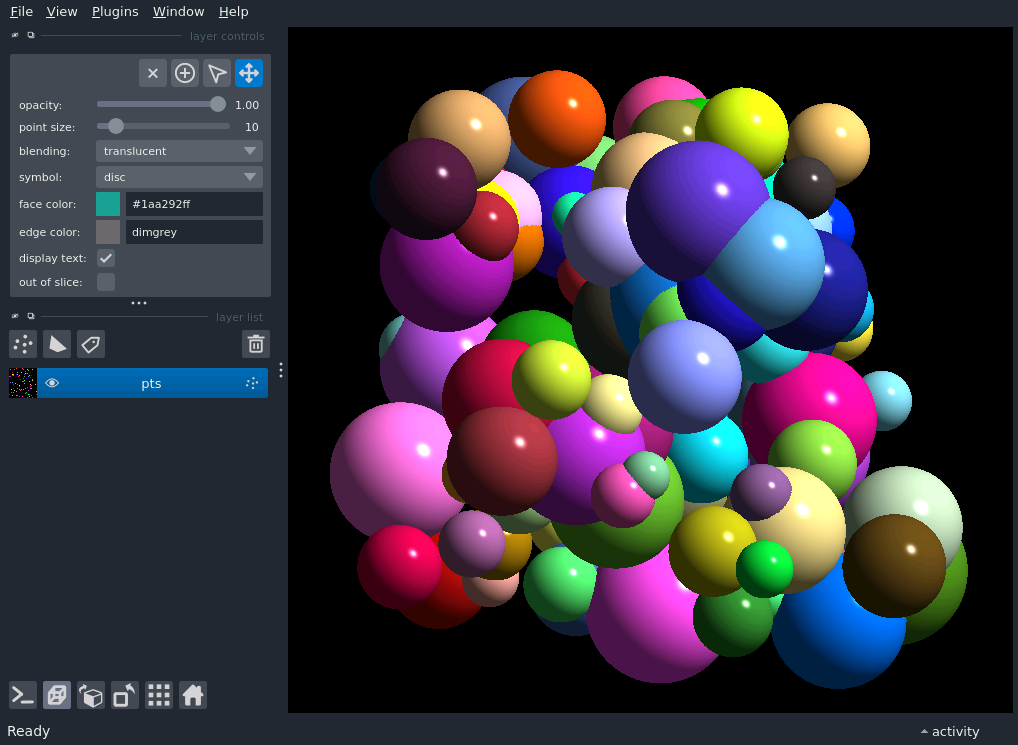 File View Plugins Window Help
layer controls
opacity: 1.00
point size: 10
blending: translucent
symbol: disc
face color: #1aa292ff
edge color: dimgrey
display text:
out of slice:
layer list
pts
Ready
activity